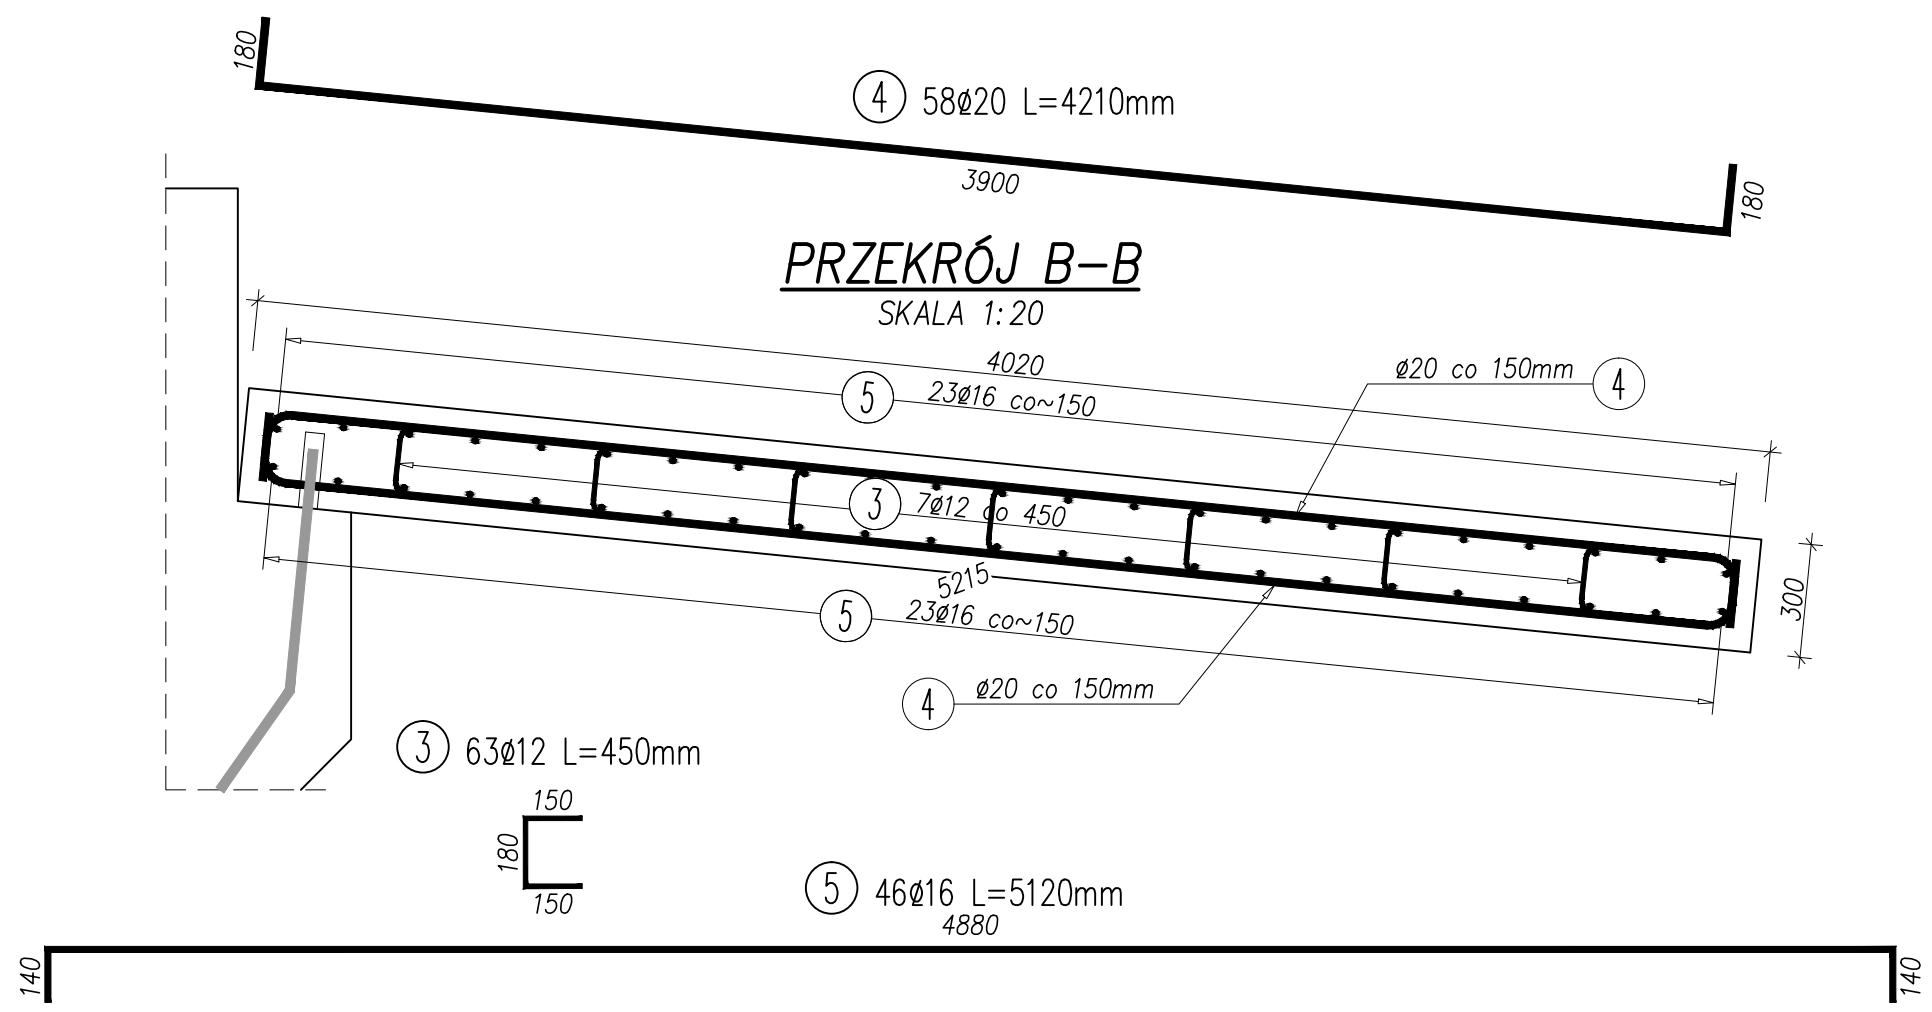 180
4 58ø20 L=4210mm
3900
180
PRZEKRÓJ B-B
SKALA 1:20
4020
ø20 co 150mm 4
5 23ø16 co~150
3 7ø12 co 450
5215
300
5 23ø16 co~150
4 ø20 co 150mm
3 63ø12 L=450mm
150
180
150
5 46ø16 L=5120mm
4880
140
140